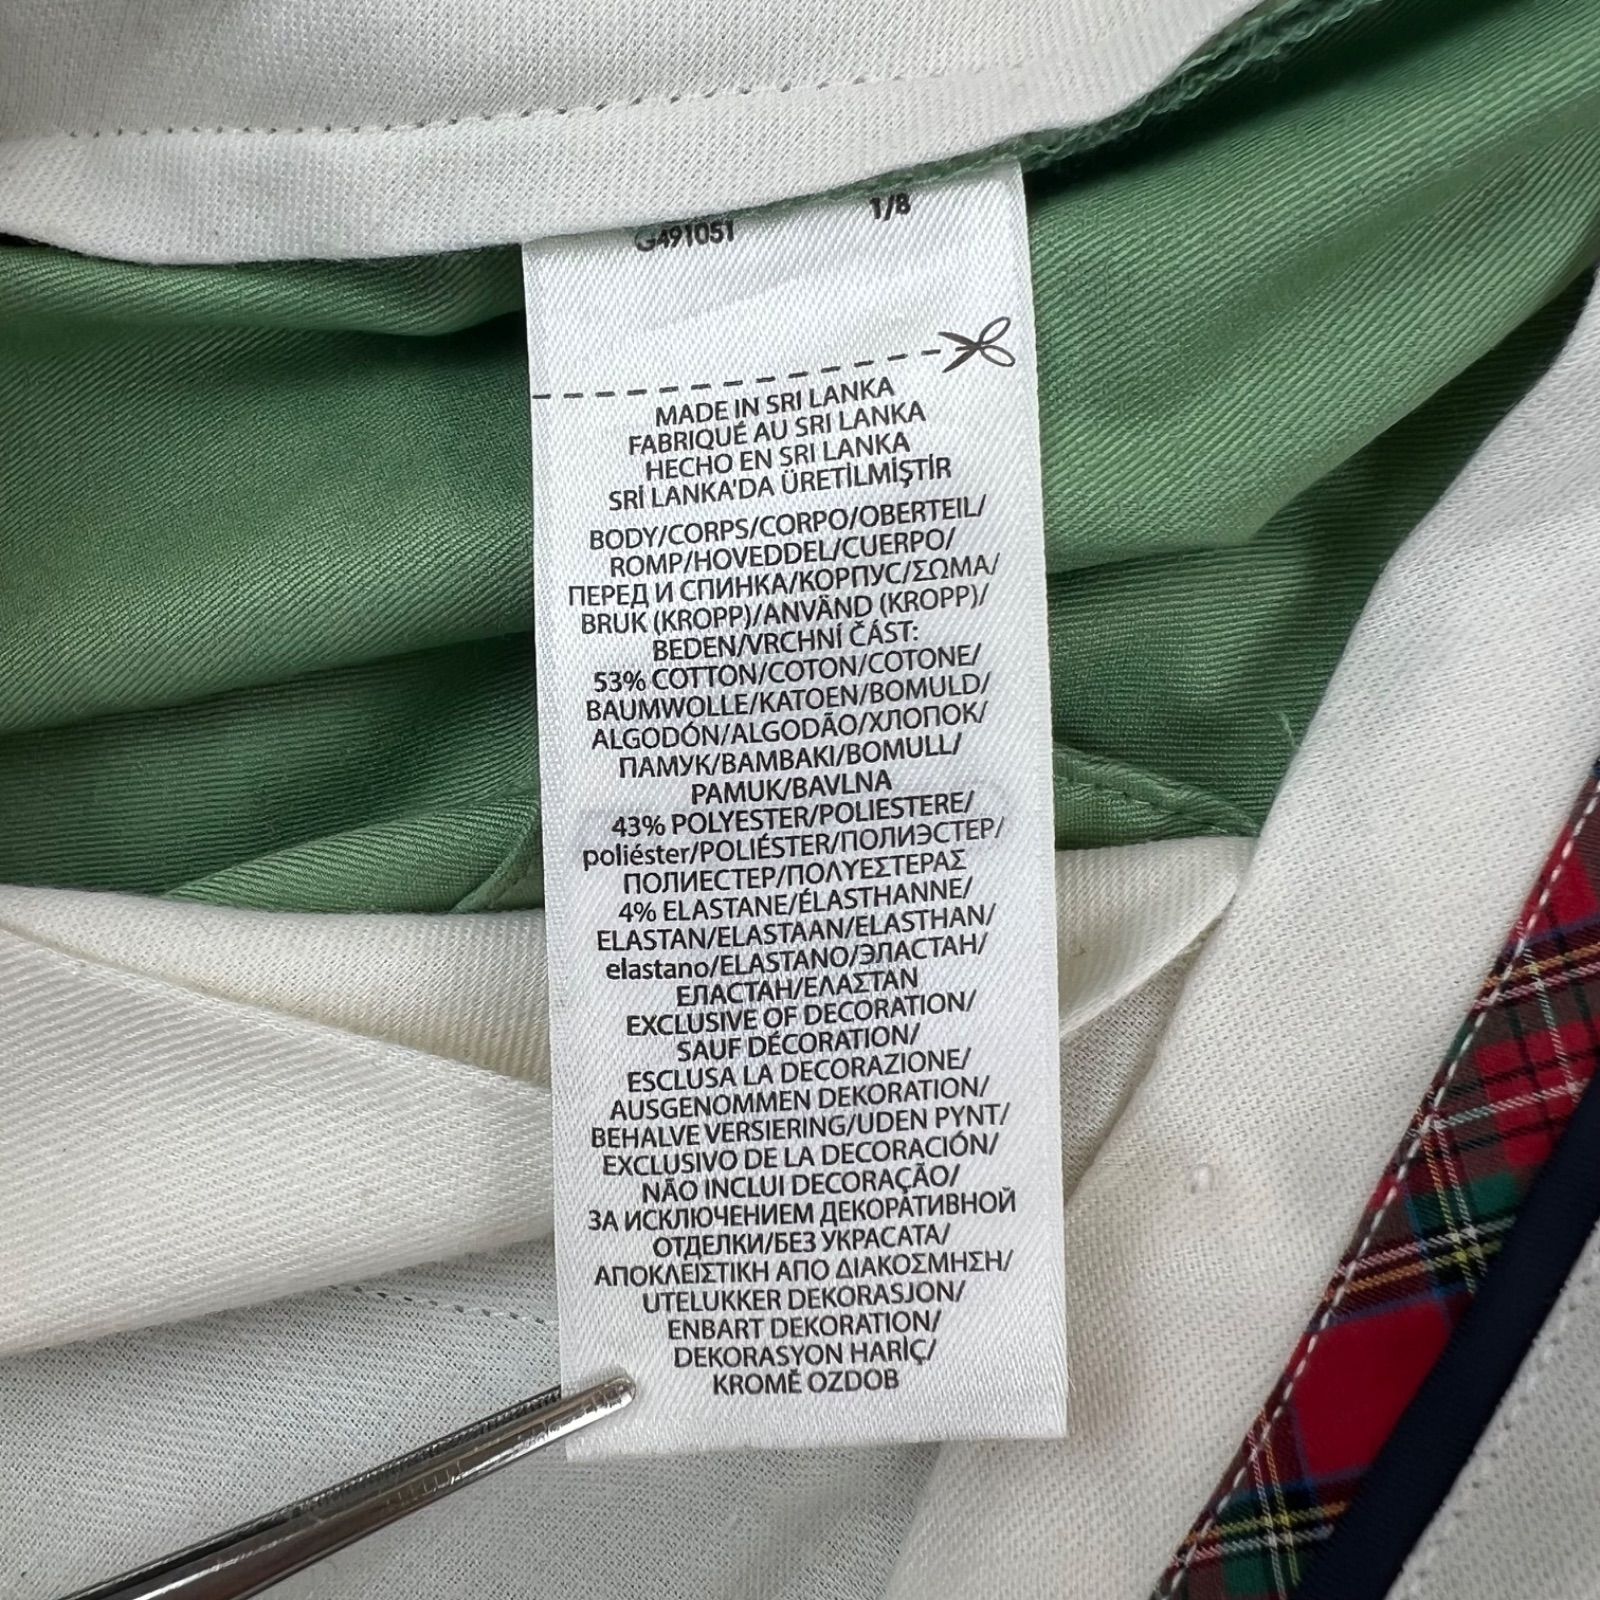 G491051 1/8
MADE IN SRI LANKA
FABRIQUÉ AU SRI LANKA
HECHO EN SRI LANKA
SRİ LANKA'DA ÜRETİLMİŞTİR
BODY/CORPS/CORPO/OBERTEIL/
ROMP/HOVEDDEL/CUERPO/
ПЕРЕД И СПИНКА/КОРПУС/ΣΩΜΑ/
BRUK (KROPP)/ANVÄND (KROPP)/
BEDEN/VRCHNÍ ČÁST:
53% COTTON/COTON/COTONE/
BAUMWOLLE/KATOEN/BOMULD/
ALGODÓN/ALGODÃO/ХЛОПОК/
ПАМУК/ΒΑΜΒΑΚΙ/BOMULL/
PAMUK/BAVLNA
43% POLYESTER/POLIESTERE/
poliéster/POLIÉSTER/ПОЛИЭСТЕР/
ПОЛИЕСТЕР/ΠΟΛΥΕΣΤΕΡΑΣ
4% ELASTANE/ÉLASTHANNE/
ELASTAN/ELASTAAN/ELASTHAN/
elastano/ELASTANO/ЭЛАСТАН/
ЕЛАСТАН/ΕΛΑΣΤΑΝ
EXCLUSIVE OF DECORATION/
SAUF DÉCORATION/
ESCLUSA LA DECORAZIONE/
AUSGENOMMEN DEKORATION/
BEHALVE VERSIERING/UDEN PYNT/
EXCLUSIVO DE LA DECORACIÓN/
NÃO INCLUI DECORAÇÃO/
ЗА ИСКЛЮЧЕНИЕМ ДЕКОРАТИВНОЙ
ОТДЕЛКИ/БЕЗ УКРАСАТА/
ΑΠΟΚΛΕΙΣΤΙΚΗ ΑΠΟ ΔΙΑΚΟΣΜΗΣΗ/
UTELUKKER DEKORASJON/
ENBART DEKORATION/
DEKORASYON HARİÇ/
KROMĚ OZDOB